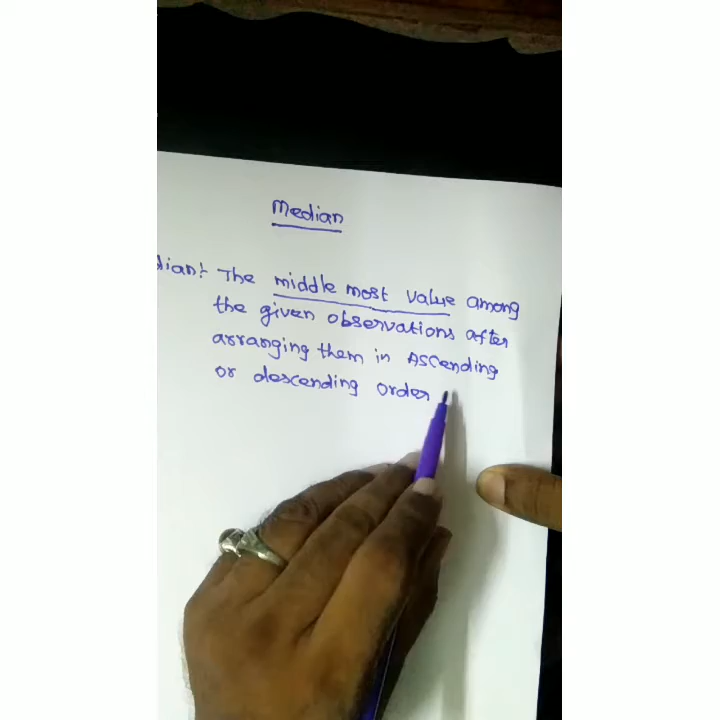 Median
dian:- The middle most value among
the given observations after
arranging them in Ascending
or descending order